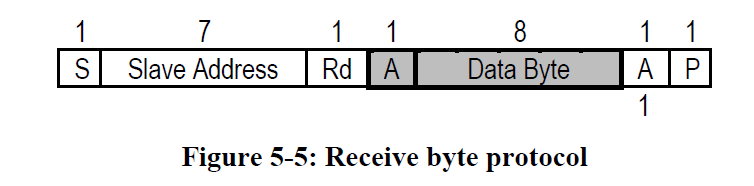 1 7 1 1 8 1 1
S Slave Address Rd A Data Byte A P
1
Figure 5-5: Receive byte protocol